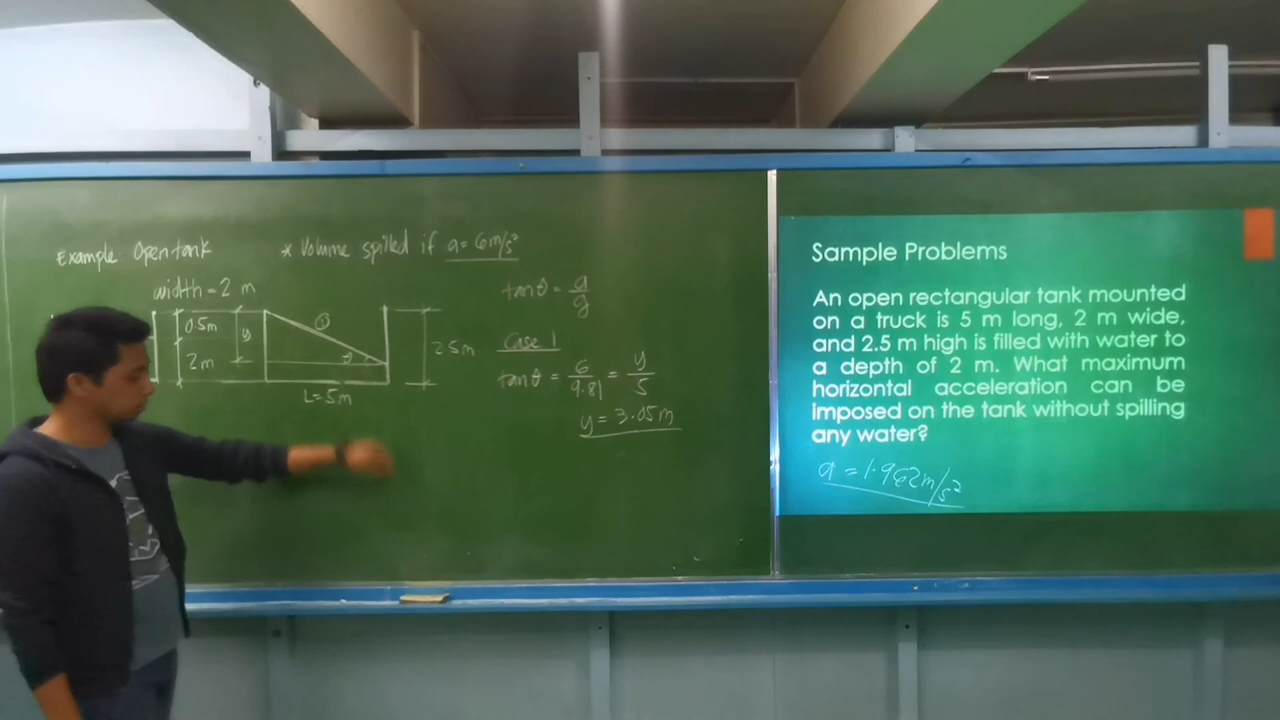 Example Open tank
* Volume spilled if a = 6 m/s²
width = 2 m
0.5m
y
2m
θ
2.5m
L = 5m
tan θ = a/g
Case 1
tan θ = 6/9.81 = y/5
y = 3.05 m
Sample Problems
An open rectangular tank mounted
on a truck is 5 m long, 2 m wide,
and 2.5 m high is filled with water to
a depth of 2 m. What maximum
horizontal acceleration can be
imposed on the tank without spilling
any water?
a = 1.962 m/s²